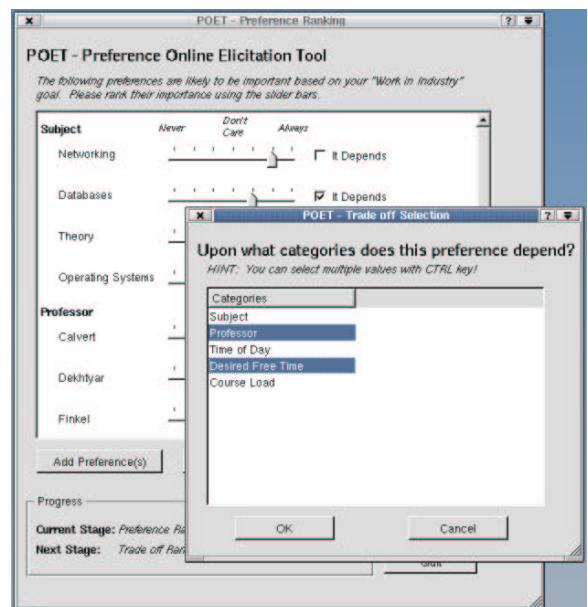 POET - Preference Ranking
POET - Preference Online Elicitation Tool
The following preferences are likely to be important based on your "Work in Industry"
goal. Please rank their importance using the slider bars.
Subject Never Don't Care Always
Networking It Depends
Databases It Depends
Theory
Operating Systems
Professor
Calvert
Dekhtyar
Finkel
Add Preference(s)
Progress
Current Stage: Preference
Next Stage: Trade off
POET - Trade off Selection
Upon what categories does this preference depend?
HINT: You can select multiple values with CTRL key!
Categories
Subject
Professor
Time of Day
Desired Free Time
Course Load
OK Cancel